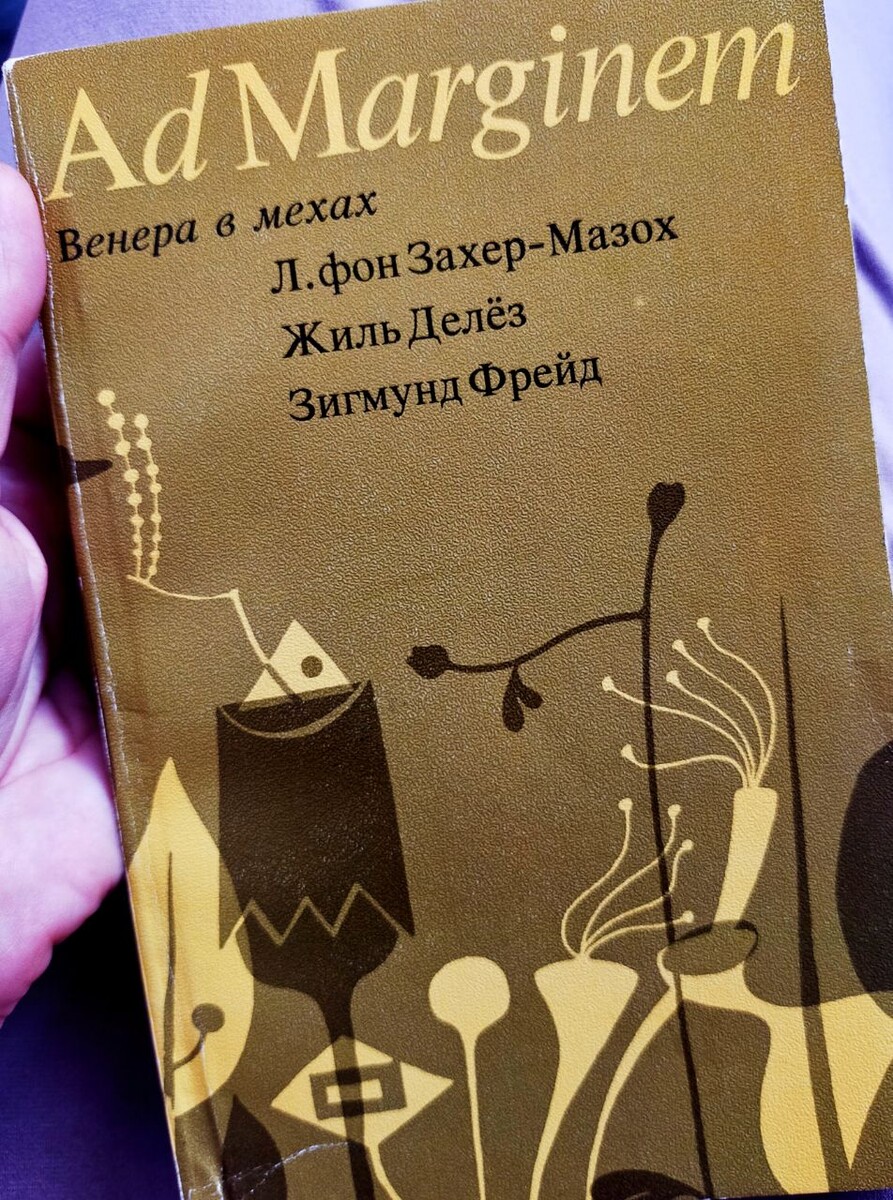 Ad Marginem
Венера в мехах
Л. фон Захер-Мазох
Жиль Делёз
Зигмунд Фрейд